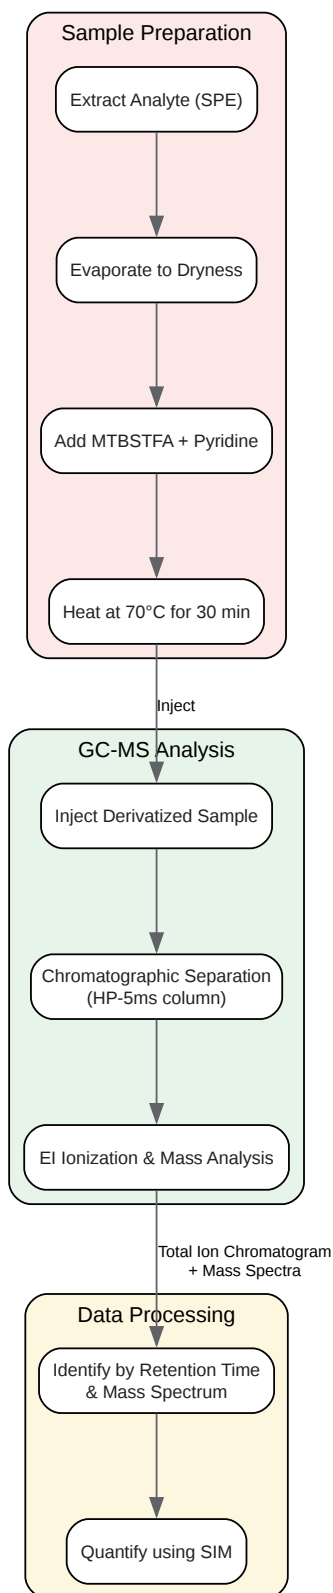 Sample Preparation
Extract Analyte (SPE)
Evaporate to Dryness
Add MTBSTFA + Pyridine
Heat at 70°C for 30 min
Inject
GC-MS Analysis
Inject Derivatized Sample
Chromatographic Separation
(HP-5ms column)
EI Ionization & Mass Analysis
Total Ion Chromatogram
+ Mass Spectra
Data Processing
Identify by Retention Time
& Mass Spectrum
Quantify using SIM